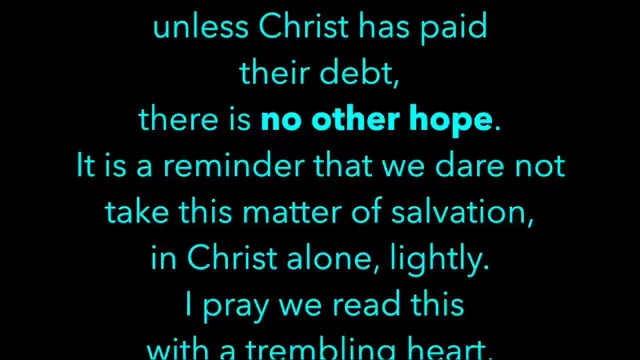 unless Christ has paid
their debt,
there is no other hope.
It is a reminder that we dare not
take this matter of salvation,
in Christ alone, lightly.
I pray we read this
with a trembling heart,